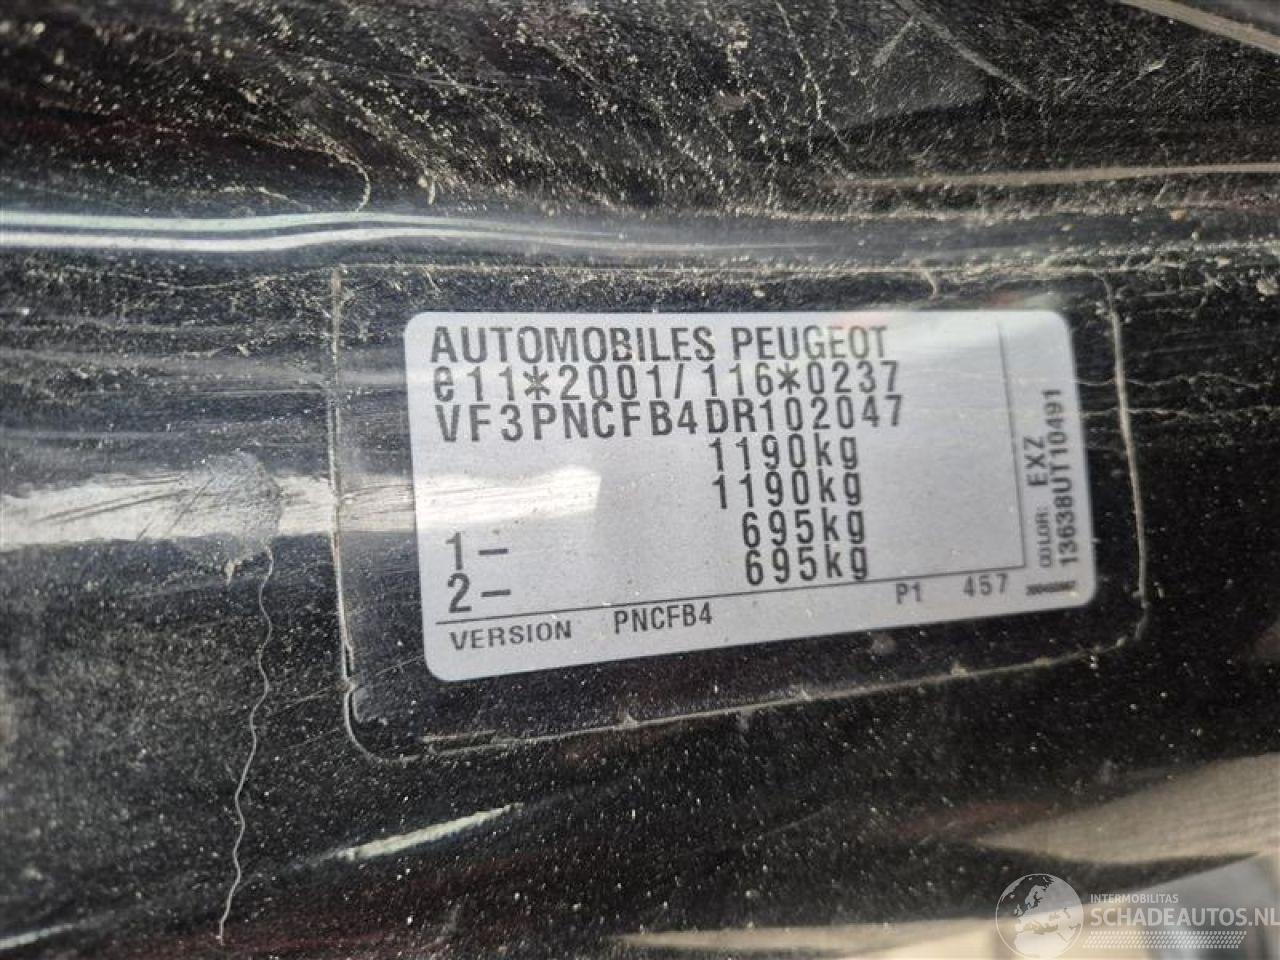 AUTOMOBILES PEUGEOT
e11*2001/116*0237
VF3PNCFB4DR102047
1190kg
1190kg
1- 695kg
2- 695kg
VERSION PNCFB4 P1 457
COLOR: EXZ
13638UT10491
INTERMOBILITAS
SCHADEAUTOS.NL